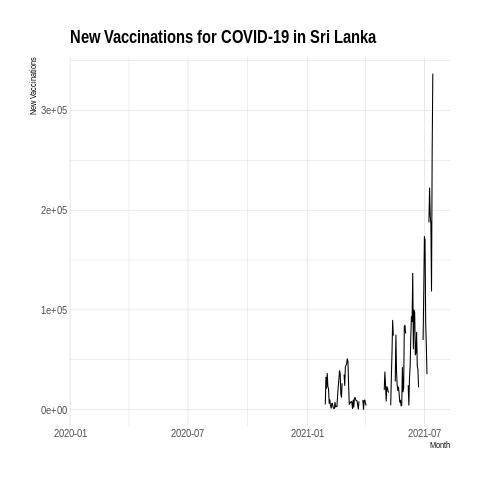 New Vaccinations for COVID-19 in Sri Lanka
New Vaccinations
3e+05
2e+05
1e+05
0e+00
2020-01 2020-07 2021-01 2021-07
Month